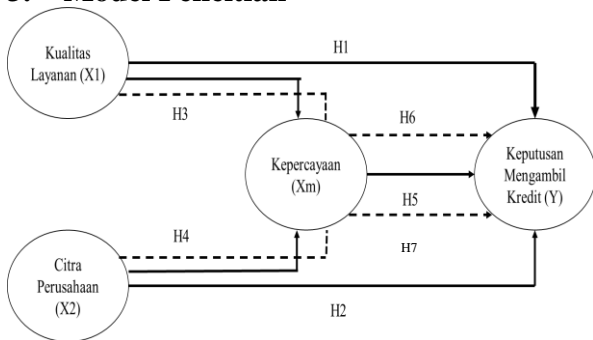 3. Model Penelitian
H1
Kualitas
Layanan (X1)
H3
H6
Kepercayaan
(Xm)
Keputusan
Mengambil
Kredit (Y)
H5
H4
H7
Citra
Perusahaan
(X2)
H2